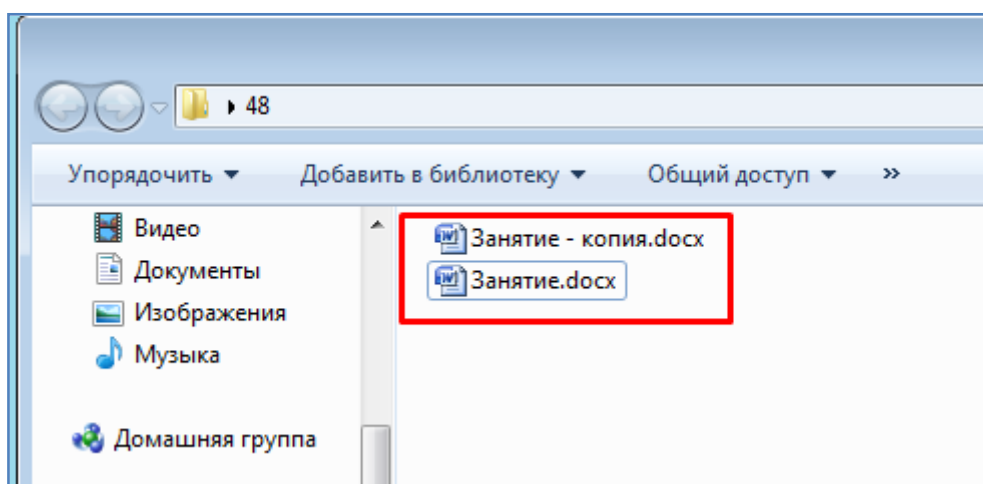 48
Упорядочить Добавить в библиотеку Общий доступ »
Видео
Документы
Изображения
Музыка
Домашняя группа
Занятие - копия.docx
Занятие.docx